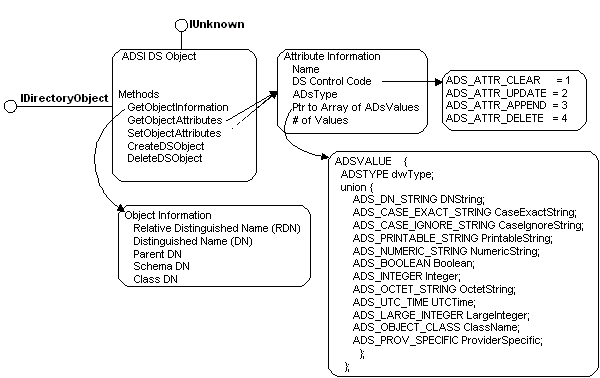 IUnknown
IDirectoryObject
ADSI DS Object
Methods
GetObjectInformation
GetObjectAttributes
SetObjectAttributes
CreateDSObject
DeleteDSObject
Attribute Information
Name
DS Control Code
ADsType
Ptr to Array of ADsValues
# of Values
ADS_ATTR_CLEAR = 1
ADS_ATTR_UPDATE = 2
ADS_ATTR_APPEND = 3
ADS_ATTR_DELETE = 4
Object Information
Relative Distinguished Name (RDN)
Distinguished Name (DN)
Parent DN
Schema DN
Class DN
ADSVALUE {
ADSTYPE dwType;
union {
ADS_DN_STRING DNString;
ADS_CASE_EXACT_STRING CaseExactString;
ADS_CASE_IGNORE_STRING CaseIgnoreString;
ADS_PRINTABLE_STRING PrintableString;
ADS_NUMERIC_STRING NumericString;
ADS_BOOLEAN Boolean;
ADS_INTEGER Integer;
ADS_OCTET_STRING OctetString;
ADS_UTC_TIME UTCTime;
ADS_LARGE_INTEGER LargeInteger;
ADS_OBJECT_CLASS ClassName;
ADS_PROV_SPECIFIC ProviderSpecific;
};
};